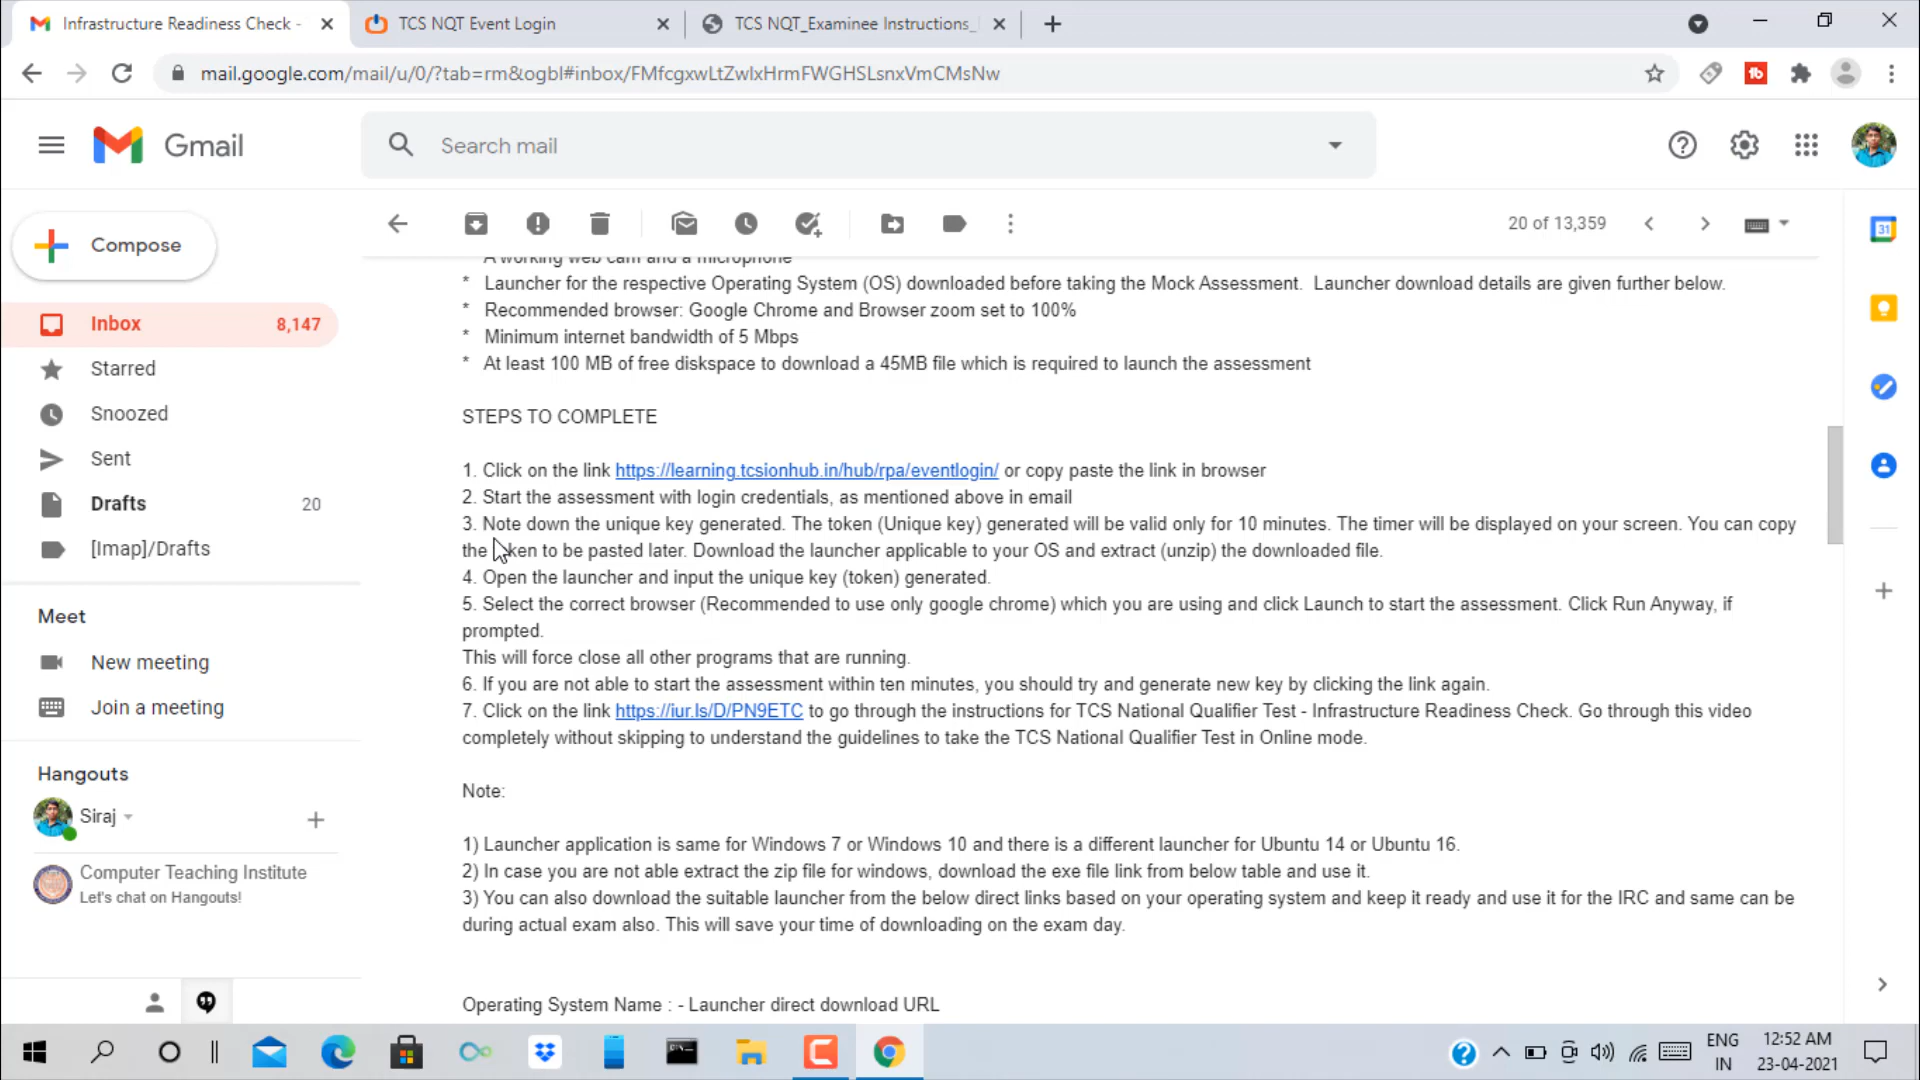 Infrastructure Readiness Check -
TCS NQT Event Login
TCS NQT_Examinee Instructions_
mail.google.com/mail/u/0/?tab=rm&ogbl#inbox/FMfcgxwLtZwlxHrmFWGHSLsnxVmCMsNw
Gmail
Search mail
Compose
20 of 13,359
31
Inbox 8,147
Starred
Snoozed
Sent
Drafts 20
[Imap]/Drafts
Meet
New meeting
Join a meeting
Hangouts
Siraj
Computer Teaching Institute
Let's chat on Hangouts!
A working web cam and a microphone
* Launcher for the respective Operating System (OS) downloaded before taking the Mock Assessment. Launcher download details are given further below.
* Recommended browser: Google Chrome and Browser zoom set to 100%
* Minimum internet bandwidth of 5 Mbps
* At least 100 MB of free diskspace to download a 45MB file which is required to launch the assessment
STEPS TO COMPLETE
1. Click on the link https://learning.tcsionhub.in/hub/rpa/eventlogin/ or copy paste the link in browser
2. Start the assessment with login credentials, as mentioned above in email
3. Note down the unique key generated. The token (Unique key) generated will be valid only for 10 minutes. The timer will be displayed on your screen. You can copy
the token to be pasted later. Download the launcher applicable to your OS and extract (unzip) the downloaded file.
4. Open the launcher and input the unique key (token) generated.
5. Select the correct browser (Recommended to use only google chrome) which you are using and click Launch to start the assessment. Click Run Anyway, if
prompted.
This will force close all other programs that are running.
6. If you are not able to start the assessment within ten minutes, you should try and generate new key by clicking the link again.
7. Click on the link https://iur.ls/D/PN9ETC to go through the instructions for TCS National Qualifier Test - Infrastructure Readiness Check. Go through this video
completely without skipping to understand the guidelines to take the TCS National Qualifier Test in Online mode.
Note:
1) Launcher application is same for Windows 7 or Windows 10 and there is a different launcher for Ubuntu 14 or Ubuntu 16.
2) In case you are not able extract the zip file for windows, download the exe file link from below table and use it.
3) You can also download the suitable launcher from the below direct links based on your operating system and keep it ready and use it for the IRC and same can be
during actual exam also. This will save your time of downloading on the exam day.
Operating System Name : - Launcher direct download URL
ENG
IN
12:52 AM
23-04-2021